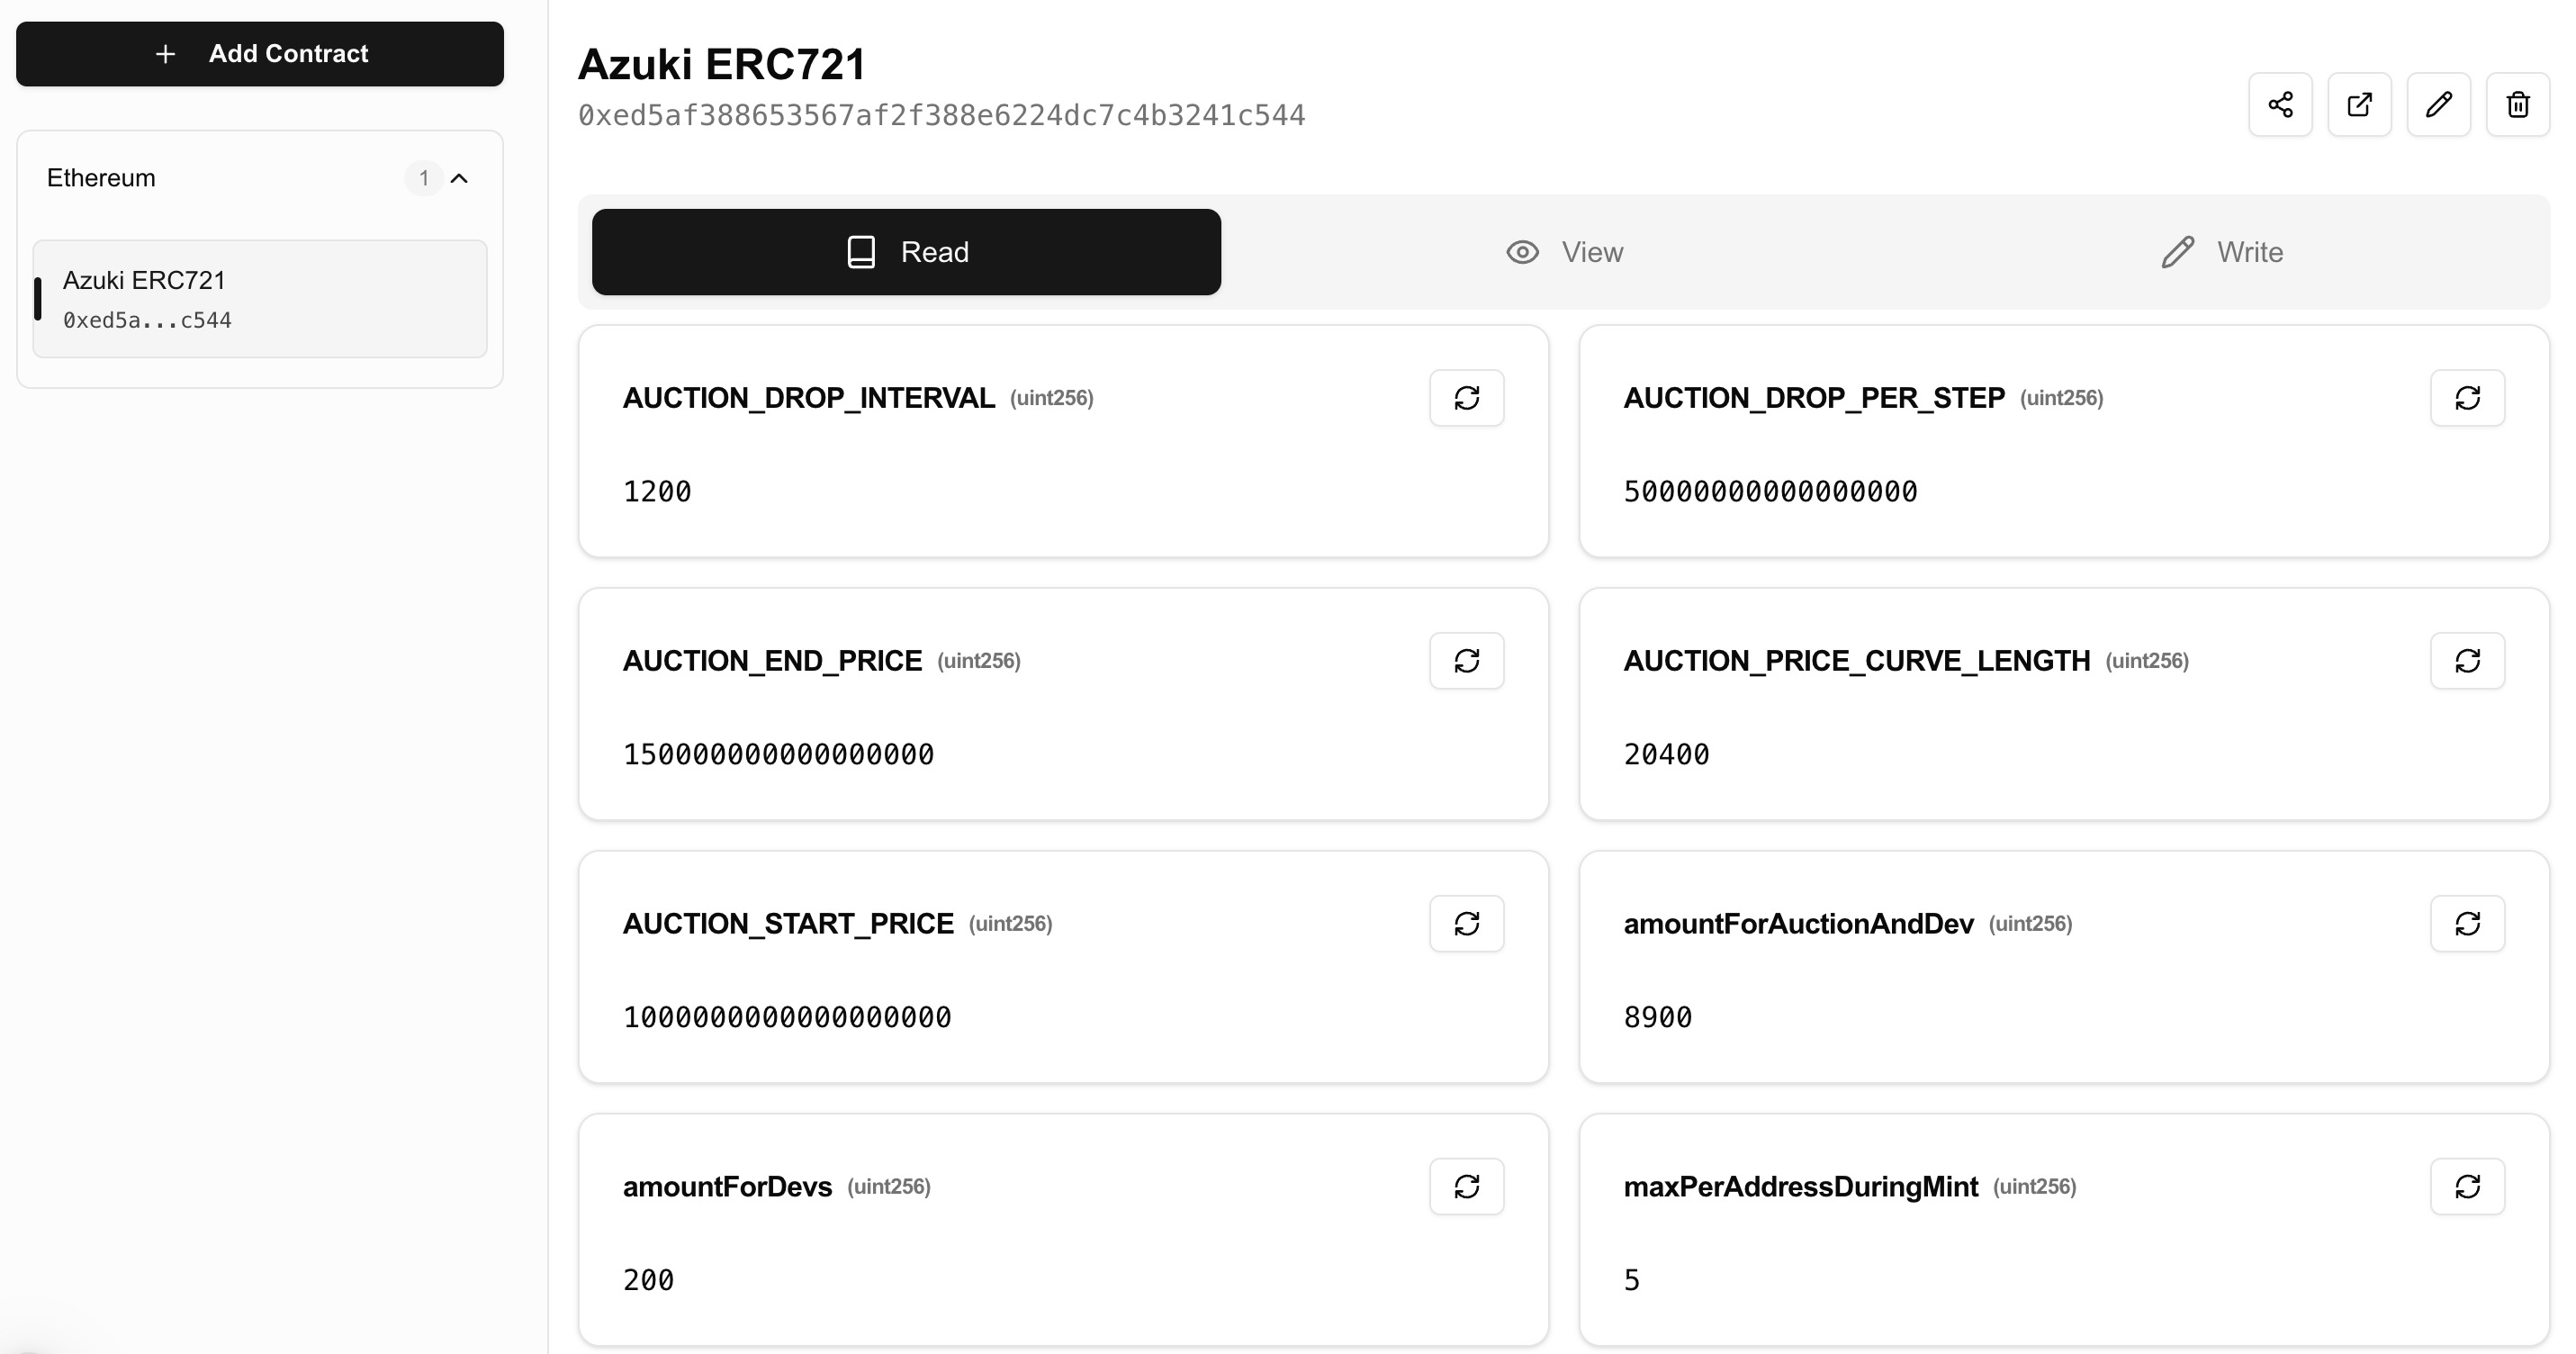 Add Contract
Ethereum
1
Azuki ERC721
0xed5a...c544
Azuki ERC721
0xed5af388653567af2f388e6224dc7c4b3241c544
Read
View
Write
AUCTION_DROP_INTERVAL (uint256)
1200
AUCTION_DROP_PER_STEP (uint256)
50000000000000000
AUCTION_END_PRICE (uint256)
150000000000000000
AUCTION_PRICE_CURVE_LENGTH (uint256)
20400
AUCTION_START_PRICE (uint256)
1000000000000000000
amountForAuctionAndDev (uint256)
8900
amountForDevs (uint256)
200
maxPerAddressDuringMint (uint256)
5